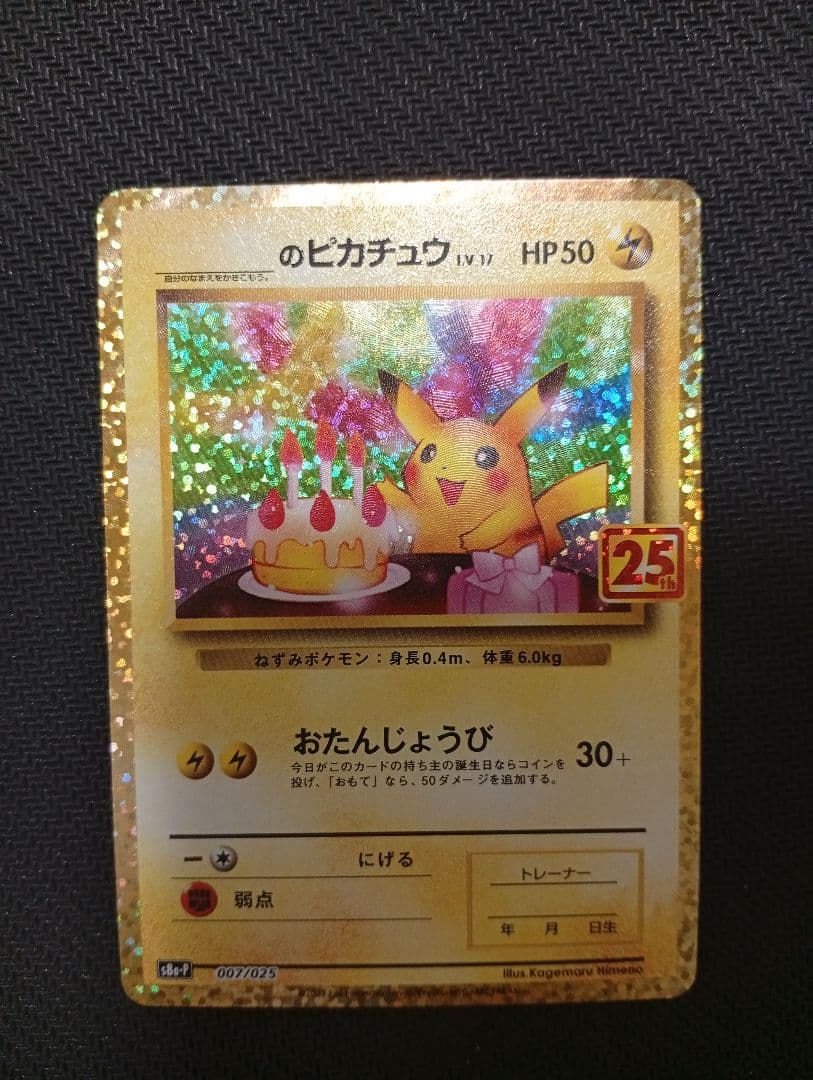 のピカチュウ LV.17 HP50
自分のなまえをかきこもう。
25th
ねずみポケモン：身長0.4m、体重6.0kg
おたんじょうび 30+
今日がこのカードの持ち主の誕生日ならコインを
投げ、「おもて」なら、50ダメージを追加する。
ー にげる
弱点
トレーナー
年 月 日生
s8a-P 007/025
Illus.Kagemaru Himeno